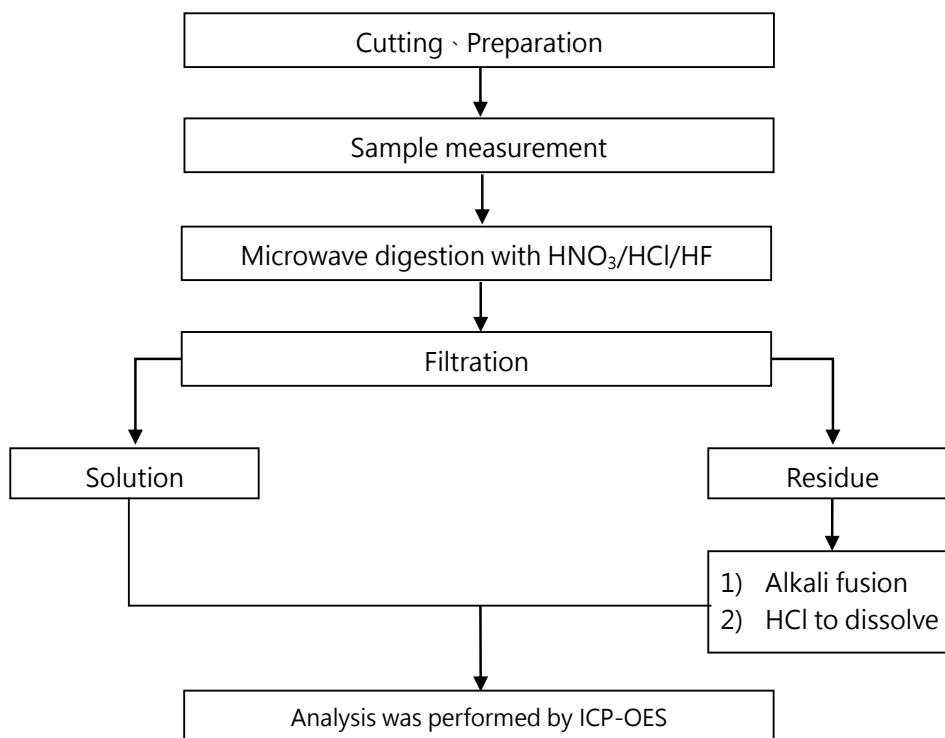 Cutting、Preparation
Sample measurement
Microwave digestion with HNO₃/HCl/HF
Filtration
Solution
Residue
1) Alkali fusion
2) HCl to dissolve
Analysis was performed by ICP-OES